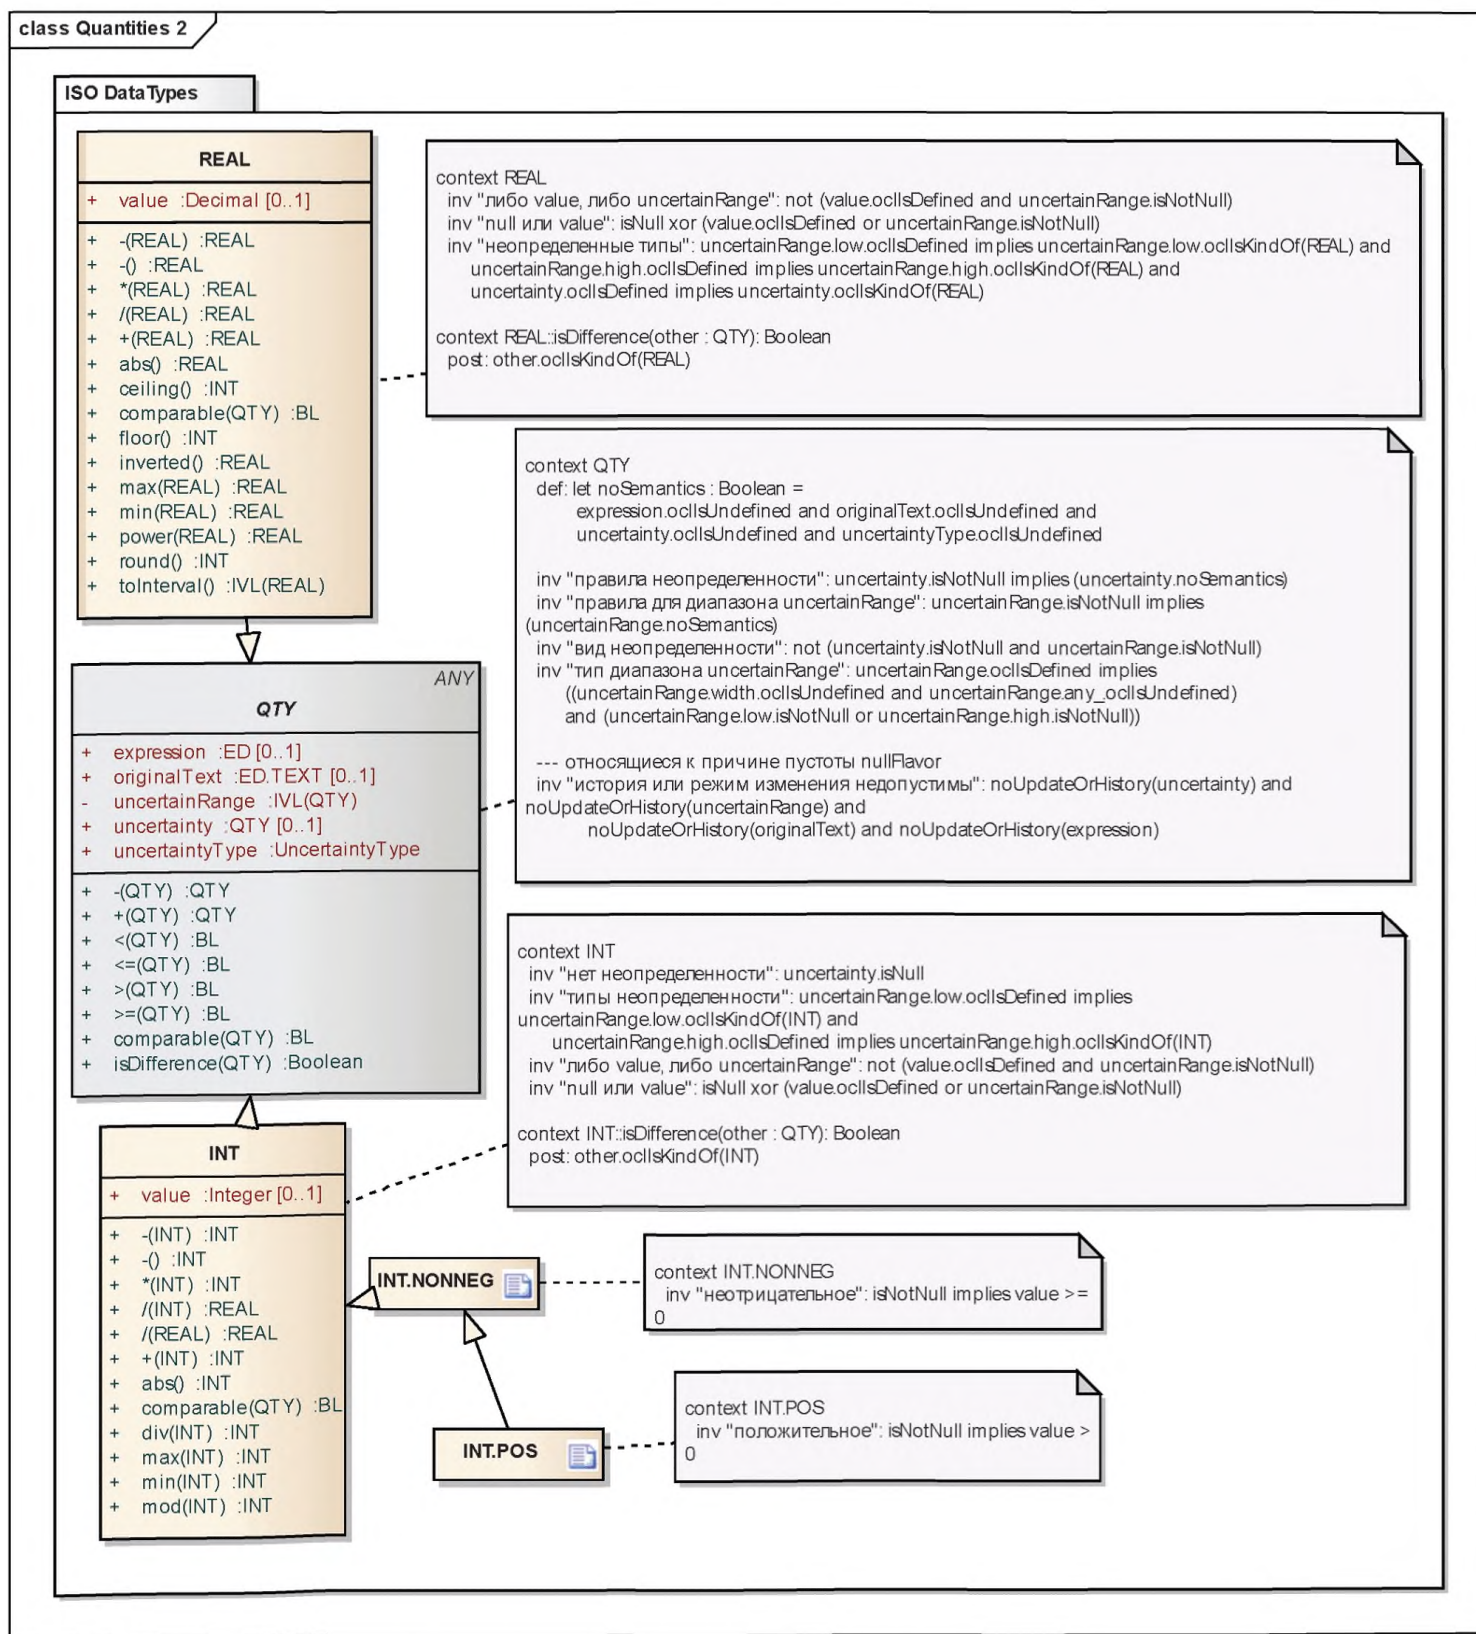 class Quantities 2
ISO DataTypes
REAL
+ value :Decimal [0..1]
+ -(REAL) :REAL
+ -() :REAL
+ *(REAL) :REAL
+ /(REAL) :REAL
+ +(REAL) :REAL
+ abs() :REAL
+ ceiling() :INT
+ comparable(QTY) :BL
+ floor() :INT
+ inverted() :REAL
+ max(REAL) :REAL
+ min(REAL) :REAL
+ power(REAL) :REAL
+ round() :INT
+ toInterval() :IVL(REAL)
context REAL
inv "либо value, либо uncertainRange": not (value.oclIsDefined and uncertainRange.isNotNull)
inv "null или value": isNull xor (value.oclIsDefined or uncertainRange.isNotNull)
inv "неопределенные типы": uncertainRange.low.oclIsDefined implies uncertainRange.low.oclIsKindOf(REAL) and
uncertainRange.high.oclIsDefined implies uncertainRange.high.oclIsKindOf(REAL) and
uncertainty.oclIsDefined implies uncertainty.oclIsKindOf(REAL)
context REAL::isDifference(other : QTY): Boolean
post: other.oclIsKindOf(REAL)
ANY
QTY
+ expression :ED [0..1]
+ originalText :ED.TEXT [0..1]
- uncertainRange :IVL(QTY)
+ uncertainty :QTY [0..1]
+ uncertaintyType :UncertaintyType
+ -(QTY) :QTY
+ +(QTY) :QTY
+ <(QTY) :BL
+ <=(QTY) :BL
+ >(QTY) :BL
+ >=(QTY) :BL
+ comparable(QTY) :BL
+ isDifference(QTY) :Boolean
context QTY
def: let noSemantics : Boolean =
expression.oclIsUndefined and originalText.oclIsUndefined and
uncertainty.oclIsUndefined and uncertaintyType.oclIsUndefined
inv "правила неопределенности": uncertainty.isNotNull implies (uncertainty.noSemantics)
inv "правила для диапазона uncertainRange": uncertainRange.isNotNull implies
(uncertainRange.noSemantics)
inv "вид неопределенности": not (uncertainty.isNotNull and uncertainRange.isNotNull)
inv "тип диапазона uncertainRange": uncertainRange.oclIsDefined implies
((uncertainRange.width.oclIsUndefined and uncertainRange.any_.oclIsUndefined)
and (uncertainRange.low.isNotNull or uncertainRange.high.isNotNull))
--- относящиеся к причине пустоты nullFlavor
inv "история или режим изменения недопустимы": noUpdateOrHistory(uncertainty) and
noUpdateOrHistory(uncertainRange) and
noUpdateOrHistory(originalText) and noUpdateOrHistory(expression)
INT
+ value :Integer [0..1]
+ -(INT) :INT
+ -() :INT
+ *(INT) :INT
+ /(INT) :REAL
+ /(REAL) :REAL
+ +(INT) :INT
+ abs() :INT
+ comparable(QTY) :BL
+ div(INT) :INT
+ max(INT) :INT
+ min(INT) :INT
+ mod(INT) :INT
context INT
inv "нет неопределенности": uncertainty.isNull
inv "типы неопределенности": uncertainRange.low.oclIsDefined implies
uncertainRange.low.oclIsKindOf(INT) and
uncertainRange.high.oclIsDefined implies uncertainRange.high.oclIsKindOf(INT)
inv "либо value, либо uncertainRange": not (value.oclIsDefined and uncertainRange.isNotNull)
inv "null или value": isNull xor (value.oclIsDefined or uncertainRange.isNotNull)
context INT::isDifference(other : QTY): Boolean
post: other.oclIsKindOf(INT)
INT.NONNEG
context INT.NONNEG
inv "неотрицательное": isNotNull implies value >=
0
INT.POS
context INT.POS
inv "положительное": isNotNull implies value >
0